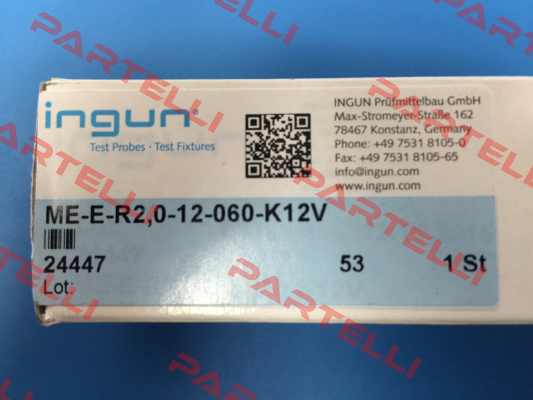 ingun
Test Probes · Test Fixtures
INGUN Prüfmittelbau GmbH
Max-Stromeyer-Straße 162
78467 Konstanz, Germany
Phone: +49 7531 8105-0
Fax: +49 7531 8105-65
info@ingun.com
www.ingun.com
ME-E-R2,0-12-060-K12V
24447 53 1 St
Lot:
PARTELLI
PARTELLI
PARTELLI
PARTELLI
PARTELLI
PARTELLI